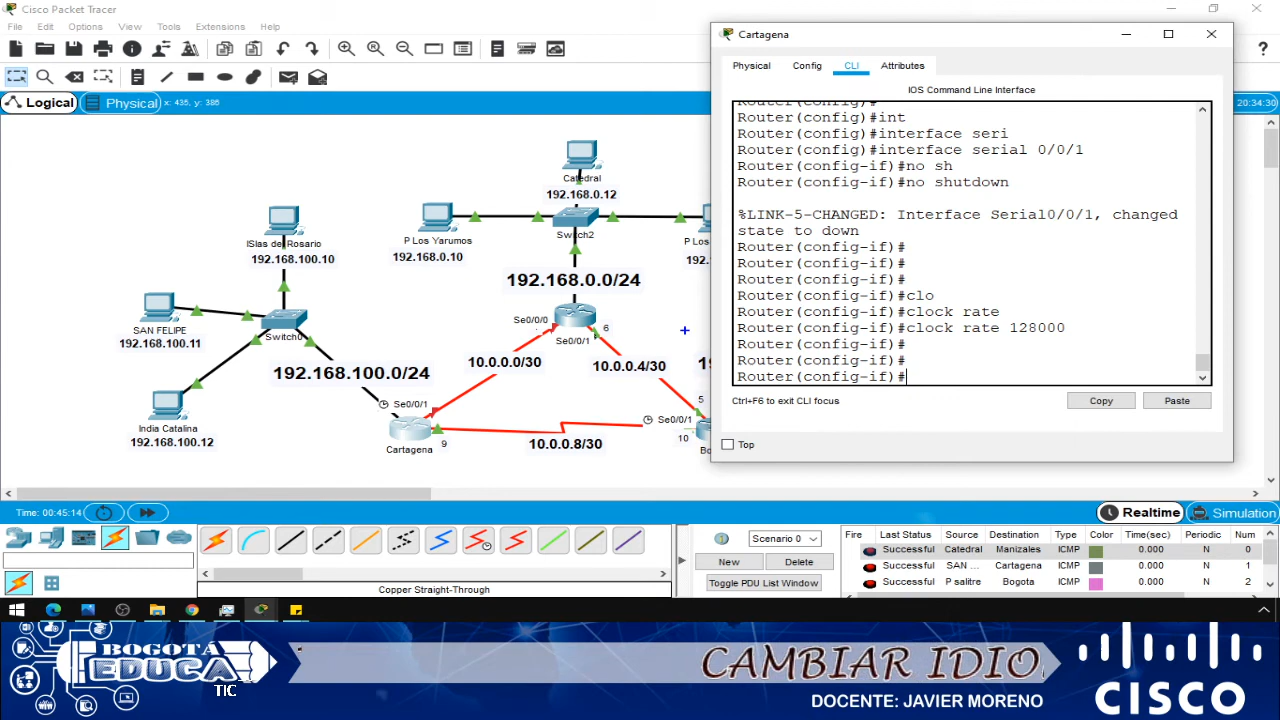 Cisco Packet Tracer
File Edit Options View Tools Extensions Help
Logical Physical x: 435, y: 386
20:34:30
Catedral
192.168.0.12
P Los Yarumos
192.168.0.10
Switch2
P Los
192.
ISlas del Rosario
192.168.100.10
192.168.0.0/24
SAN FELIPE
192.168.100.11
Switch0
Se0/0/0
6
Se0/0/1
10.0.0.0/30
10.0.0.4/30
192.168.100.0/24
India Catalina
192.168.100.12
Se0/0/1
9
Cartagena
10.0.0.8/30
5
Se0/0/1
10
Bo
Cartagena
Physical Config CLI Attributes
IOS Command Line Interface
Router(config)#
Router(config)#int
Router(config)#interface seri
Router(config)#interface serial 0/0/1
Router(config-if)#no sh
Router(config-if)#no shutdown
%LINK-5-CHANGED: Interface Serial0/0/1, changed
state to down
Router(config-if)#
Router(config-if)#
Router(config-if)#
Router(config-if)#clo
Router(config-if)#clock rate
Router(config-if)#clock rate 128000
Router(config-if)#
Router(config-if)#
Router(config-if)#
Ctrl+F6 to exit CLI focus
Copy Paste
Top
Time: 00:45:14
Realtime Simulation
Copper Straight-Through
Scenario 0
New Delete
Toggle PDU List Window
Fire Last Status Source Destination Type Color Time(sec) Periodic Num
Successful Catedral Manizales ICMP 0.000 N 0
Successful SAN ... Cartagena ICMP 0.000 N 1
Successful P salitre Bogota ICMP 0.000 N 2
BOGOTA
EDUCA
TIC
CAMBIAR IDIO
DOCENTE: JAVIER MORENO
CISCO